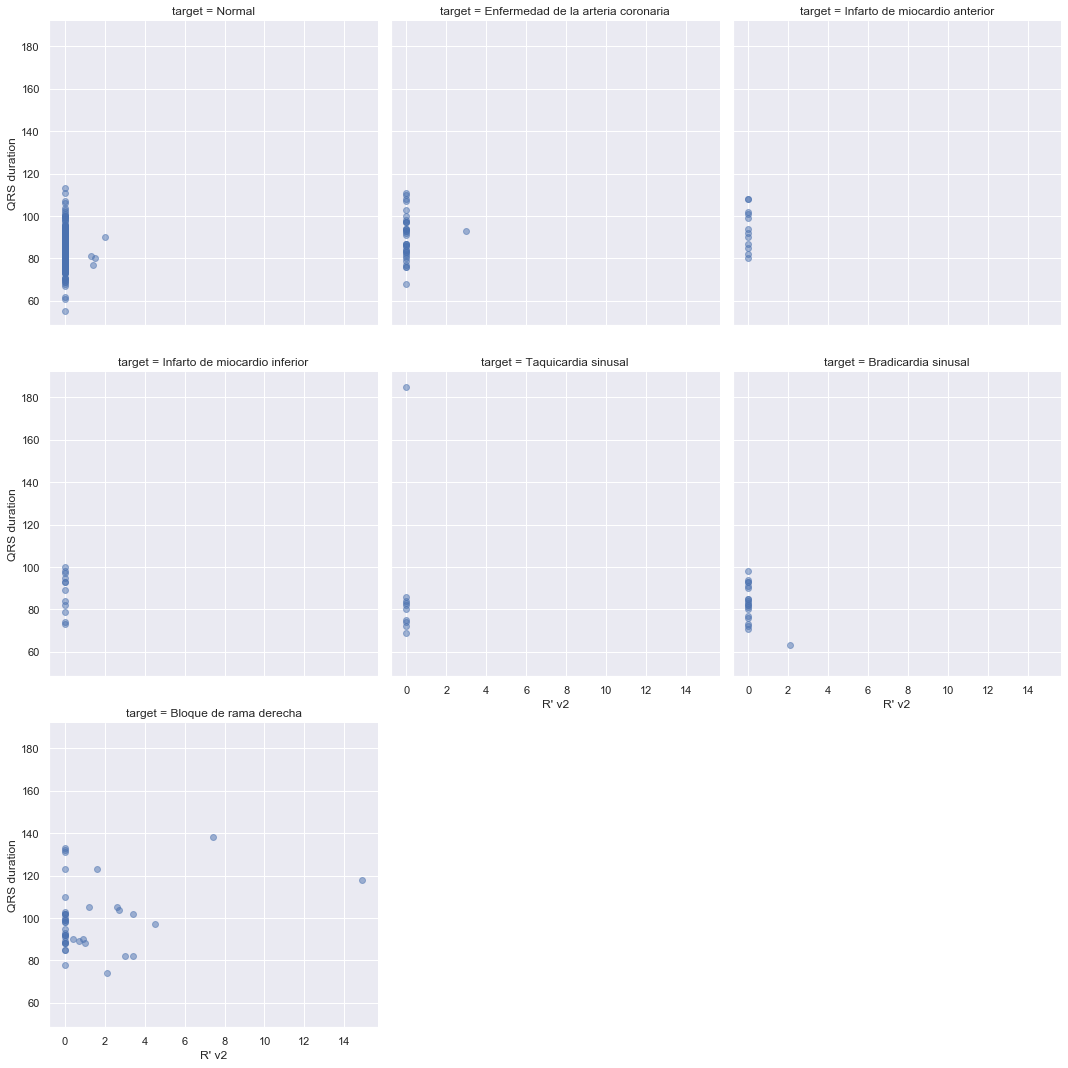 target = Normal
target = Enfermedad de la arteria coronaria
target = Infarto de miocardio anterior
180
160
140
120
100
80
60
QRS duration
target = Infarto de miocardio inferior
target = Taquicardia sinusal
target = Bradicardia sinusal
180
160
140
120
100
80
60
QRS duration
0 2 4 6 8 10 12 14
R' v2
0 2 4 6 8 10 12 14
R' v2
target = Bloque de rama derecha
180
160
140
120
100
80
60
QRS duration
0 2 4 6 8 10 12 14
R' v2